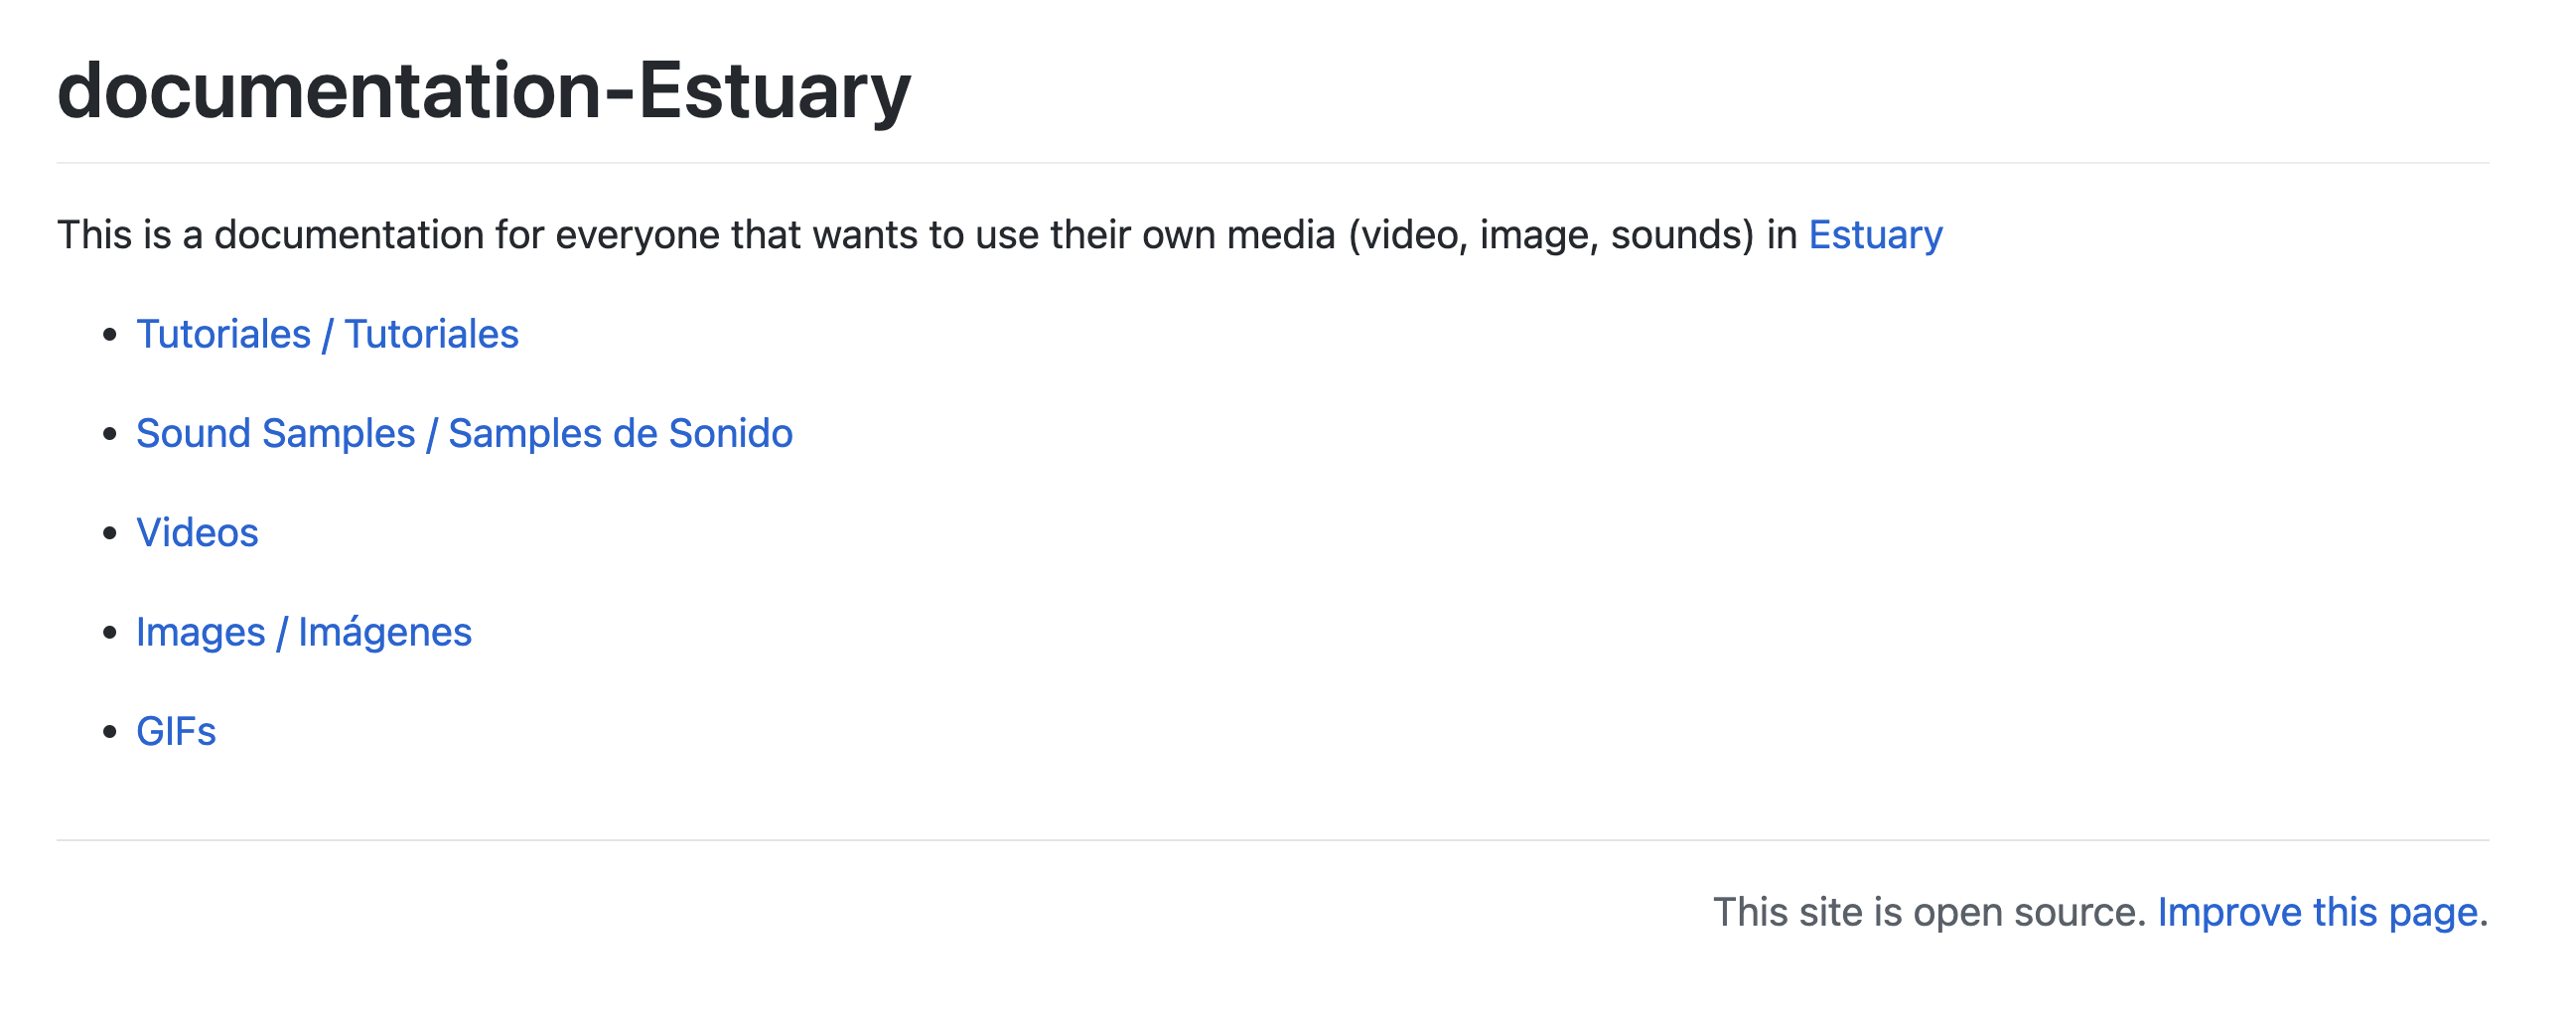 documentation-Estuary
This is a documentation for everyone that wants to use their own media (video, image, sounds) in Estuary
Tutoriales / Tutoriales
Sound Samples / Samples de Sonido
Videos
Images / Imágenes
GIFs
This site is open source. Improve this page.